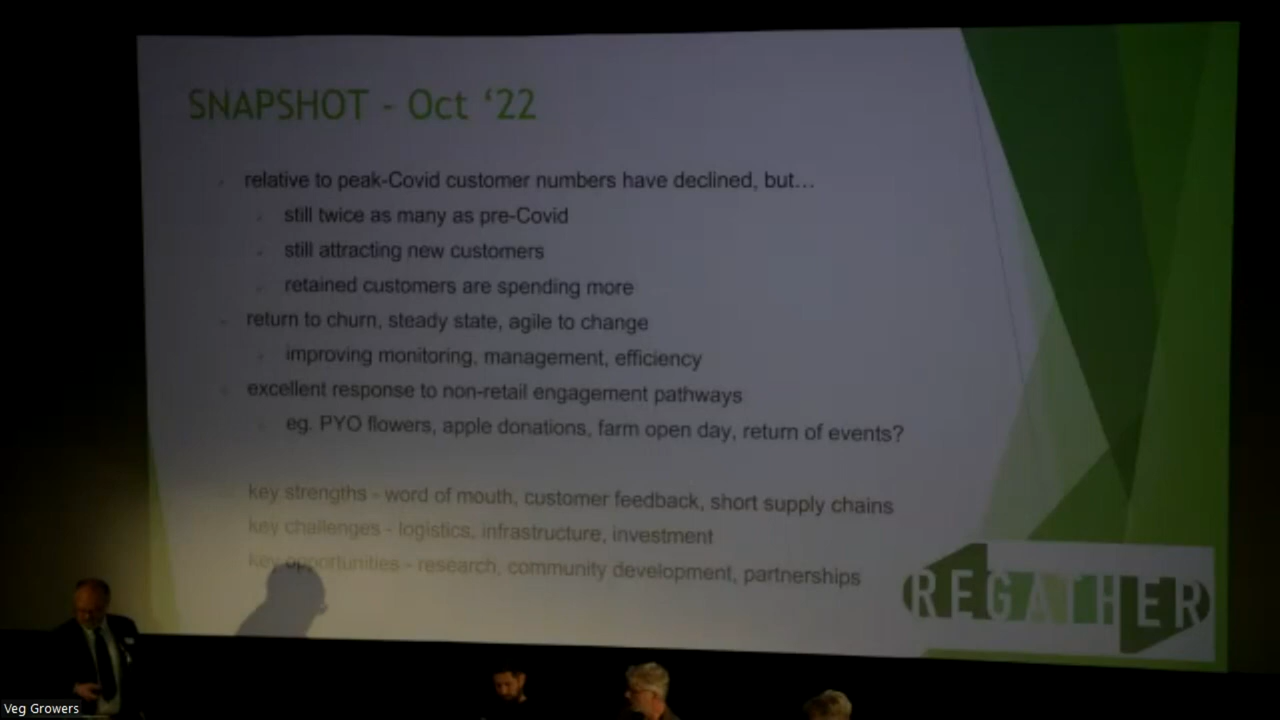 SNAPSHOT - Oct ‘22
relative to peak-Covid customer numbers have declined, but...
still twice as many as pre-Covid
still attracting new customers
retained customers are spending more
return to churn, steady state, agile to change
improving monitoring, management, efficiency
excellent response to non-retail engagement pathways
eg. PYO flowers, apple donations, farm open day, return of events?
key strengths - word of mouth, customer feedback, short supply chains
key challenges - logistics, infrastructure, investment
key opportunities - research, community development, partnerships
REGATHER
Veg Growers